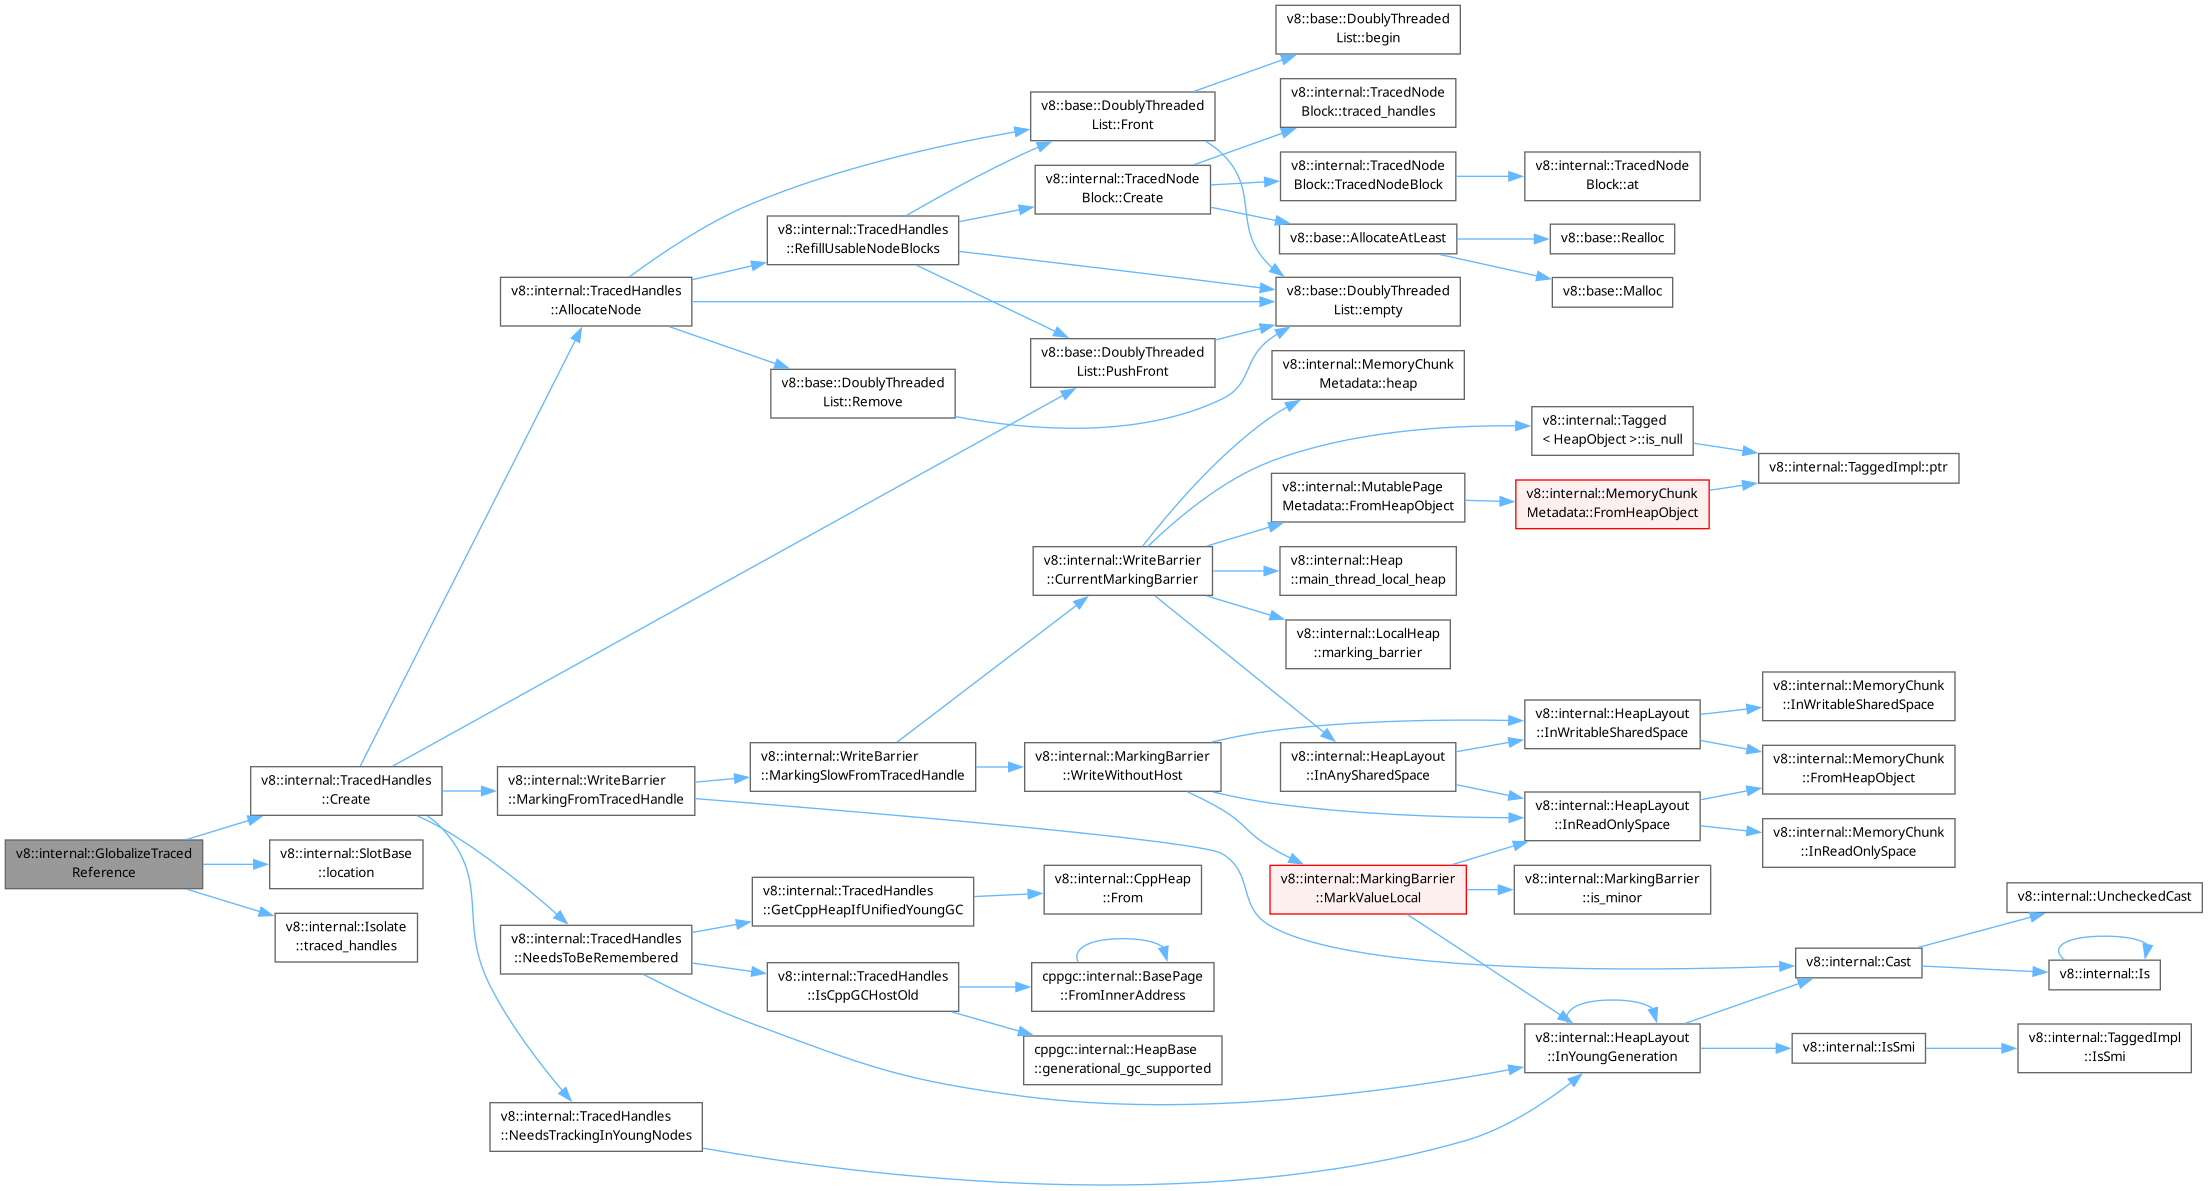 v8::base::DoublyThreaded
List::begin
v8::internal::TracedNode
Block::traced_handles
v8::base::DoublyThreaded
List::Front
v8::internal::TracedNode
Block::TracedNodeBlock
v8::internal::TracedNode
Block::at
v8::internal::TracedNode
Block::Create
v8::internal::TracedHandles
::RefillUsableNodeBlocks
v8::base::AllocateAtLeast
v8::base::Realloc
v8::internal::TracedHandles
::AllocateNode
v8::base::DoublyThreaded
List::empty
v8::base::Malloc
v8::base::DoublyThreaded
List::PushFront
v8::base::DoublyThreaded
List::Remove
v8::internal::MemoryChunk
Metadata::heap
v8::internal::Tagged
< HeapObject >::is_null
v8::internal::TaggedImpl::ptr
v8::internal::MutablePage
Metadata::FromHeapObject
v8::internal::MemoryChunk
Metadata::FromHeapObject
v8::internal::WriteBarrier
::CurrentMarkingBarrier
v8::internal::Heap
::main_thread_local_heap
v8::internal::LocalHeap
::marking_barrier
v8::internal::MemoryChunk
::InWritableSharedSpace
v8::internal::HeapLayout
::InWritableSharedSpace
v8::internal::TracedHandles
::Create
v8::internal::WriteBarrier
::MarkingFromTracedHandle
v8::internal::WriteBarrier
::MarkingSlowFromTracedHandle
v8::internal::MarkingBarrier
::WriteWithoutHost
v8::internal::HeapLayout
::InAnySharedSpace
v8::internal::MemoryChunk
::FromHeapObject
v8::internal::HeapLayout
::InReadOnlySpace
v8::internal::MemoryChunk
::InReadOnlySpace
v8::internal::GlobalizeTraced
Reference
v8::internal::SlotBase
::location
v8::internal::MarkingBarrier
::MarkValueLocal
v8::internal::MarkingBarrier
::is_minor
v8::internal::Isolate
::traced_handles
v8::internal::TracedHandles
::GetCppHeapIfUnifiedYoungGC
v8::internal::CppHeap
::From
v8::internal::UncheckedCast
v8::internal::TracedHandles
::NeedsToBeRemembered
v8::internal::Cast
v8::internal::Is
v8::internal::TracedHandles
::IsCppGCHostOld
cppgc::internal::BasePage
::FromInnerAddress
cppgc::internal::HeapBase
::generational_gc_supported
v8::internal::HeapLayout
::InYoungGeneration
v8::internal::IsSmi
v8::internal::TaggedImpl
::IsSmi
v8::internal::TracedHandles
::NeedsTrackingInYoungNodes